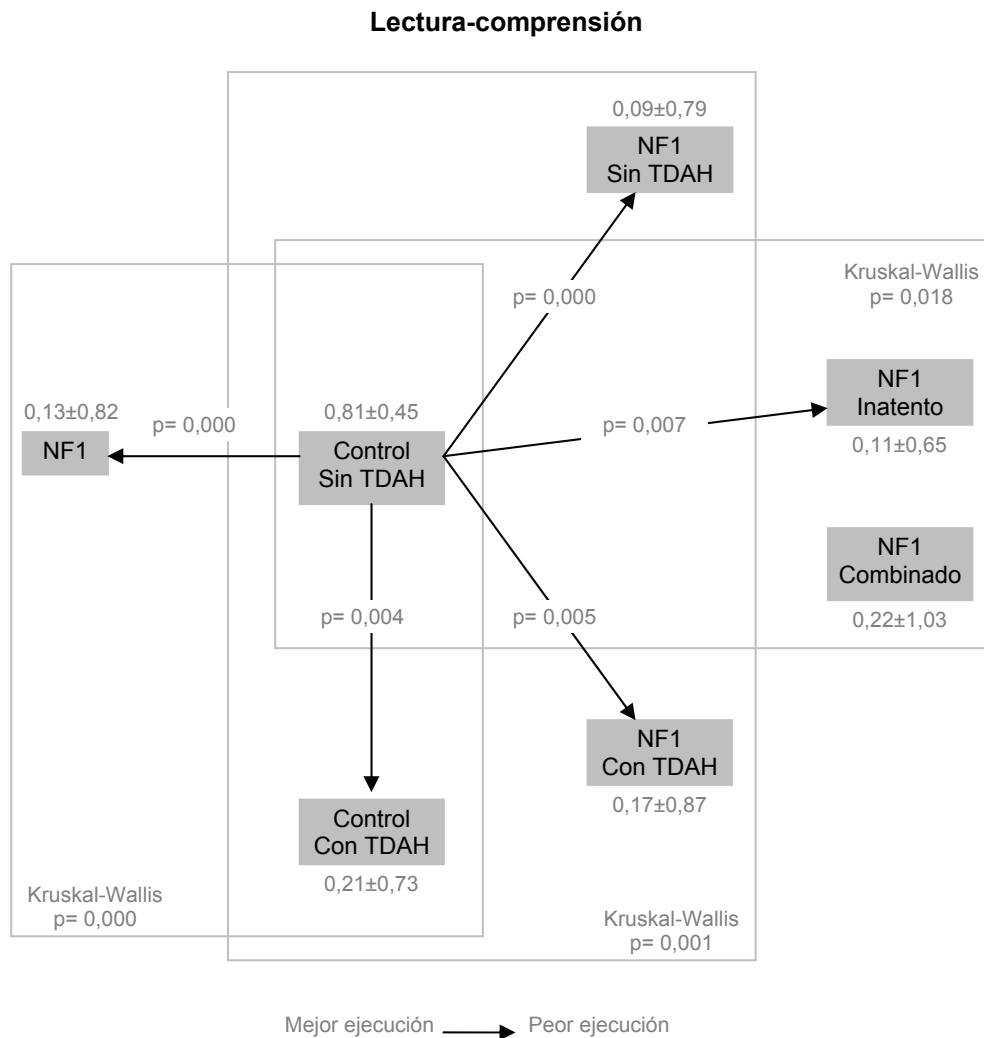 Lectura-comprensión
0,09±0,79
NF1
Sin TDAH
Kruskal-Wallis
p= 0,018
p= 0,000
NF1
Inatento
0,11±0,65
0,13±0,82
NF1
p= 0,000
0,81±0,45
Control
Sin TDAH
p= 0,007
NF1
Combinado
0,22±1,03
p= 0,004
p= 0,005
NF1
Con TDAH
0,17±0,87
Control
Con TDAH
0,21±0,73
Kruskal-Wallis
p= 0,000
Kruskal-Wallis
p= 0,001
Mejor ejecución
Peor ejecución